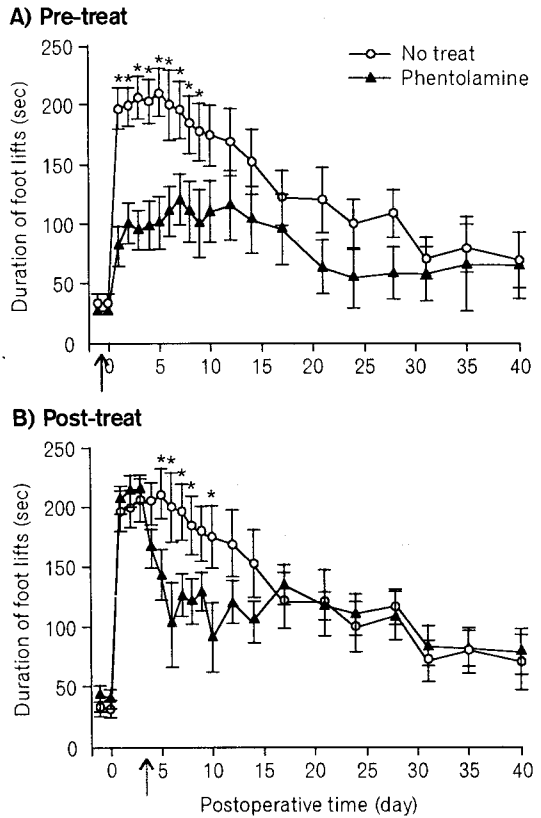 A) Pre-treat
250
200
150
100
50
0
Duration of foot lifts (sec)
No treat
Phentolamine
** * * * * * * *
0 5 10 15 20 25 30 35 40
B) Post-treat
250
200
150
100
50
0
Duration of foot lifts (sec)
** * * *
0 5 10 15 20 25 30 35 40
Postoperative time (day)